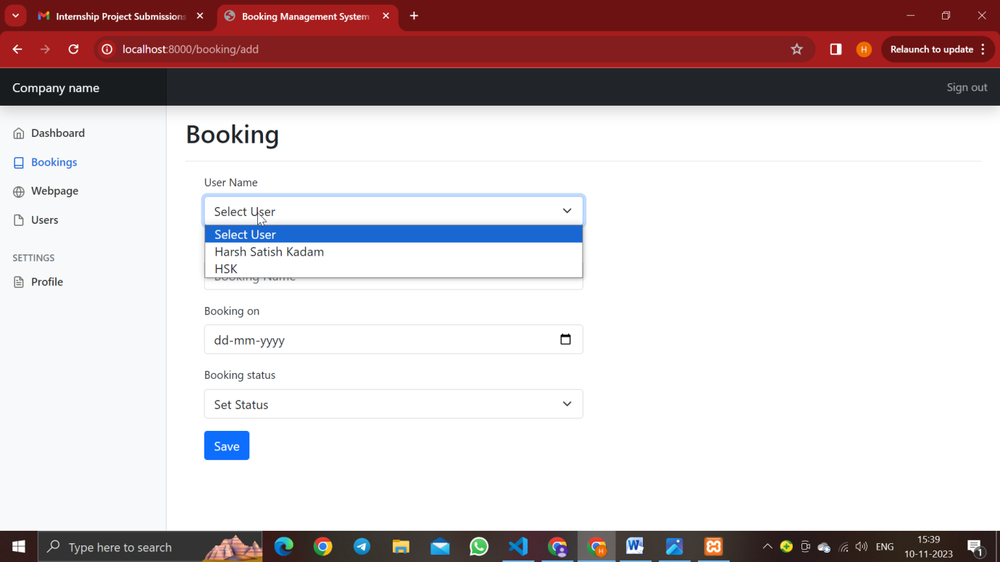 Internship Project Submissions
Booking Management System
localhost:8000/booking/add
H
Relaunch to update
Company name
Sign out
Dashboard
Bookings
Webpage
Users
SETTINGS
Profile
Booking
User Name
Select User
Select User
Harsh Satish Kadam
HSK
Booking Name
Booking on
dd-mm-yyyy
Booking status
Set Status
Save
Type here to search
H
W
ENG
15:39
10-11-2023
1